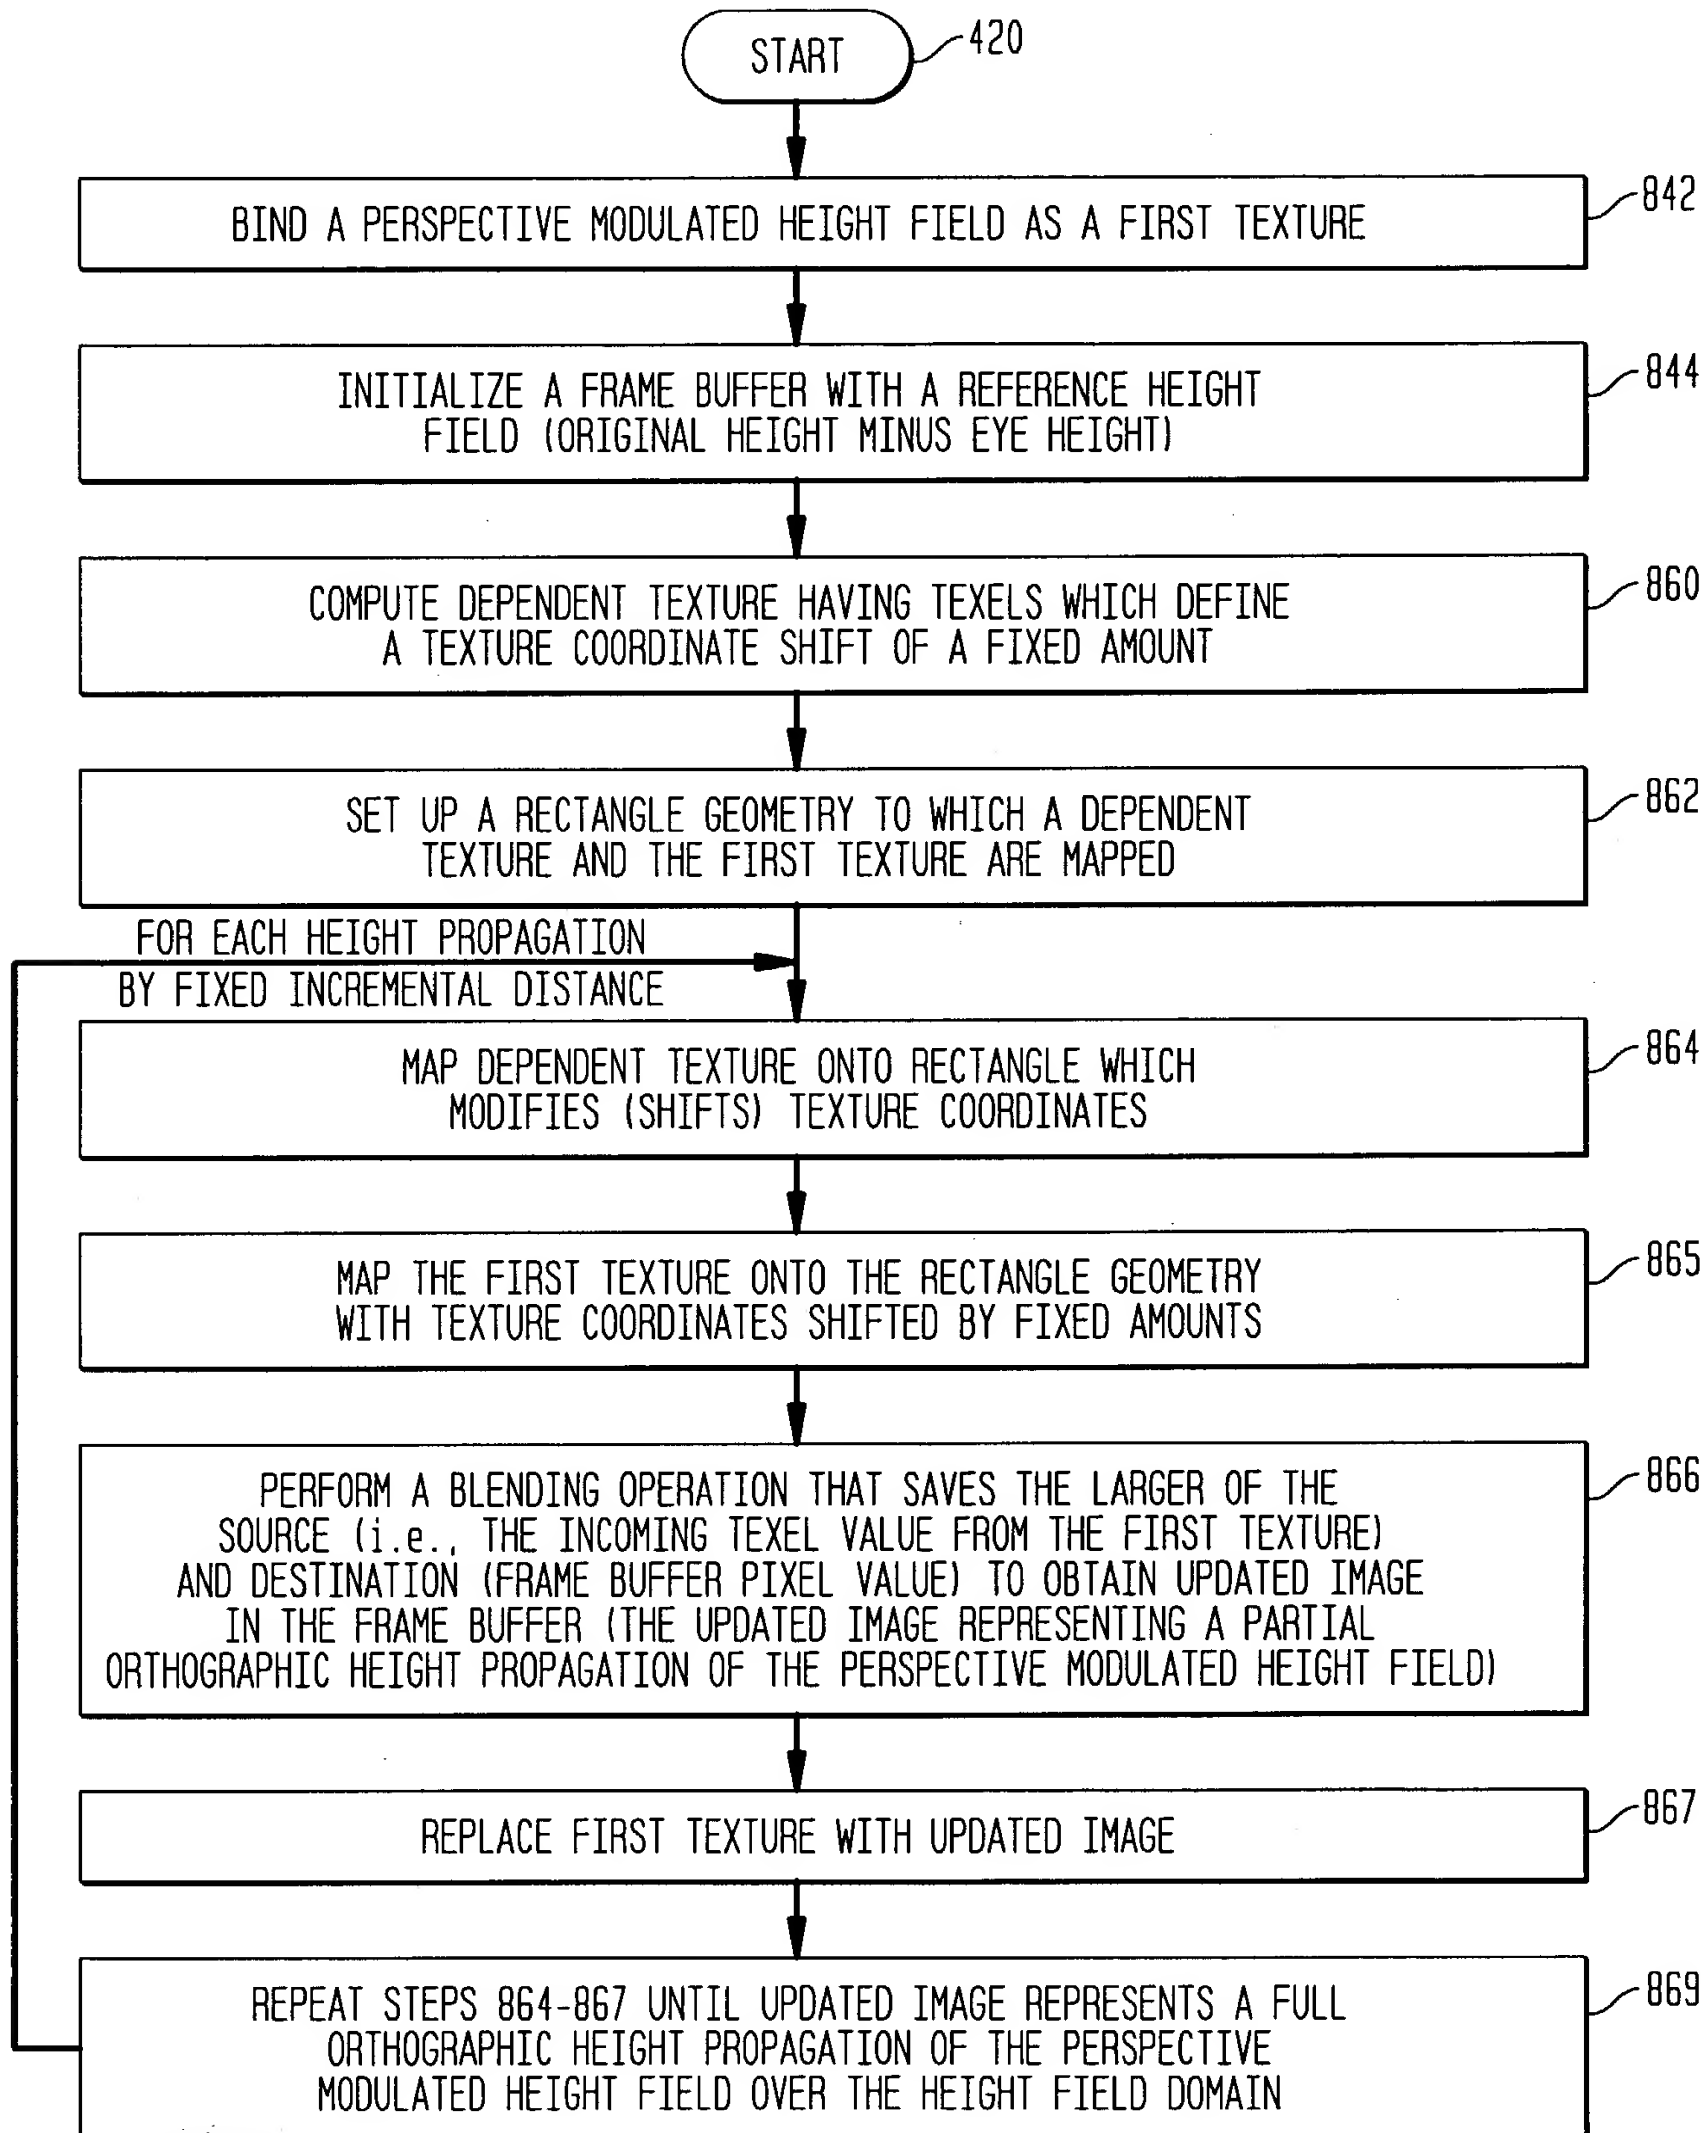 START
420
BIND A PERSPECTIVE MODULATED HEIGHT FIELD AS A FIRST TEXTURE
842
INITIALIZE A FRAME BUFFER WITH A REFERENCE HEIGHT
FIELD (ORIGINAL HEIGHT MINUS EYE HEIGHT)
844
COMPUTE DEPENDENT TEXTURE HAVING TEXELS WHICH DEFINE
A TEXTURE COORDINATE SHIFT OF A FIXED AMOUNT
860
SET UP A RECTANGLE GEOMETRY TO WHICH A DEPENDENT
TEXTURE AND THE FIRST TEXTURE ARE MAPPED
862
FOR EACH HEIGHT PROPAGATION
BY FIXED INCREMENTAL DISTANCE
MAP DEPENDENT TEXTURE ONTO RECTANGLE WHICH
MODIFIES (SHIFTS) TEXTURE COORDINATES
864
MAP THE FIRST TEXTURE ONTO THE RECTANGLE GEOMETRY
WITH TEXTURE COORDINATES SHIFTED BY FIXED AMOUNTS
865
PERFORM A BLENDING OPERATION THAT SAVES THE LARGER OF THE
SOURCE (i.e., THE INCOMING TEXEL VALUE FROM THE FIRST TEXTURE)
AND DESTINATION (FRAME BUFFER PIXEL VALUE) TO OBTAIN UPDATED IMAGE
IN THE FRAME BUFFER (THE UPDATED IMAGE REPRESENTING A PARTIAL
ORTHOGRAPHIC HEIGHT PROPAGATION OF THE PERSPECTIVE MODULATED HEIGHT FIELD)
866
REPLACE FIRST TEXTURE WITH UPDATED IMAGE
867
REPEAT STEPS 864-867 UNTIL UPDATED IMAGE REPRESENTS A FULL
ORTHOGRAPHIC HEIGHT PROPAGATION OF THE PERSPECTIVE
MODULATED HEIGHT FIELD OVER THE HEIGHT FIELD DOMAIN
869